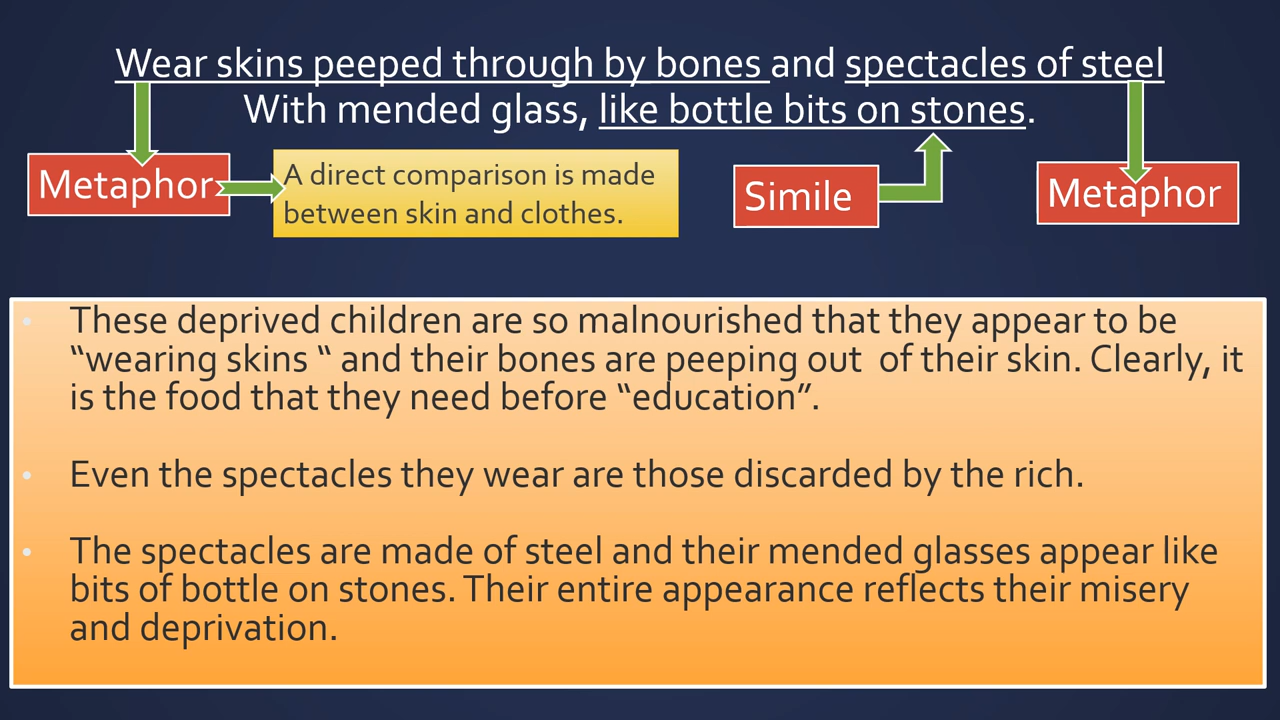 Wear skins peeped through by bones and spectacles of steel
With mended glass, like bottle bits on stones.
Metaphor
A direct comparison is made
between skin and clothes.
Simile
Metaphor
• These deprived children are so malnourished that they appear to be
“wearing skins “ and their bones are peeping out  of their skin. Clearly, it
is the food that they need before “education”.
• Even the spectacles they wear are those discarded by the rich.
• The spectacles are made of steel and their mended glasses appear like
bits of bottle on stones. Their entire appearance reflects their misery
and deprivation.